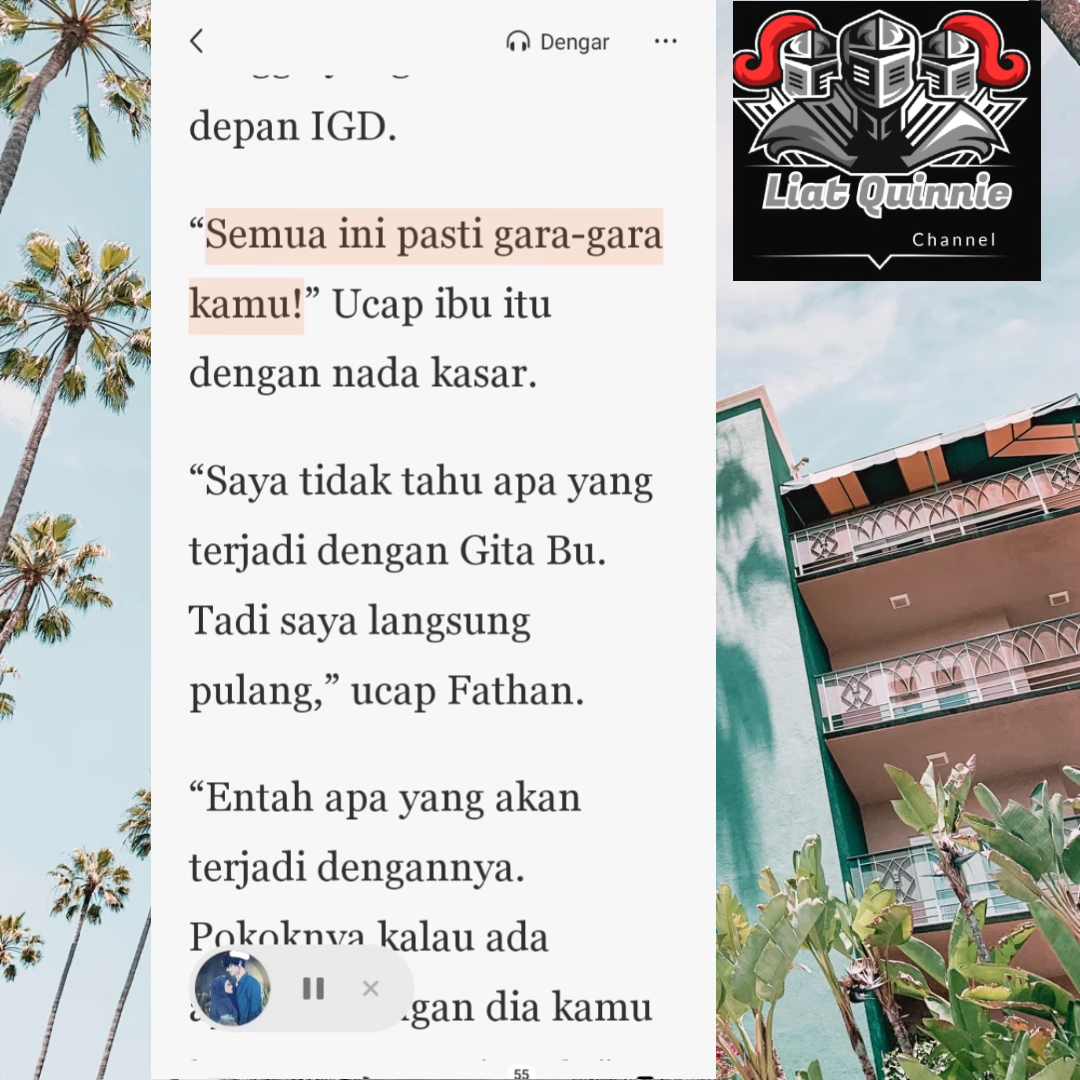 Dengar
depan IGD.
“Semua ini pasti gara-gara
kamu!” Ucap ibu itu
dengan nada kasar.
“Saya tidak tahu apa yang
terjadi dengan Gita Bu.
Tadi saya langsung
pulang,” ucap Fathan.
“Entah apa yang akan
terjadi dengannya.
Pokoknya kalau ada
dia kamu
55
Liat Quinnie
Channel